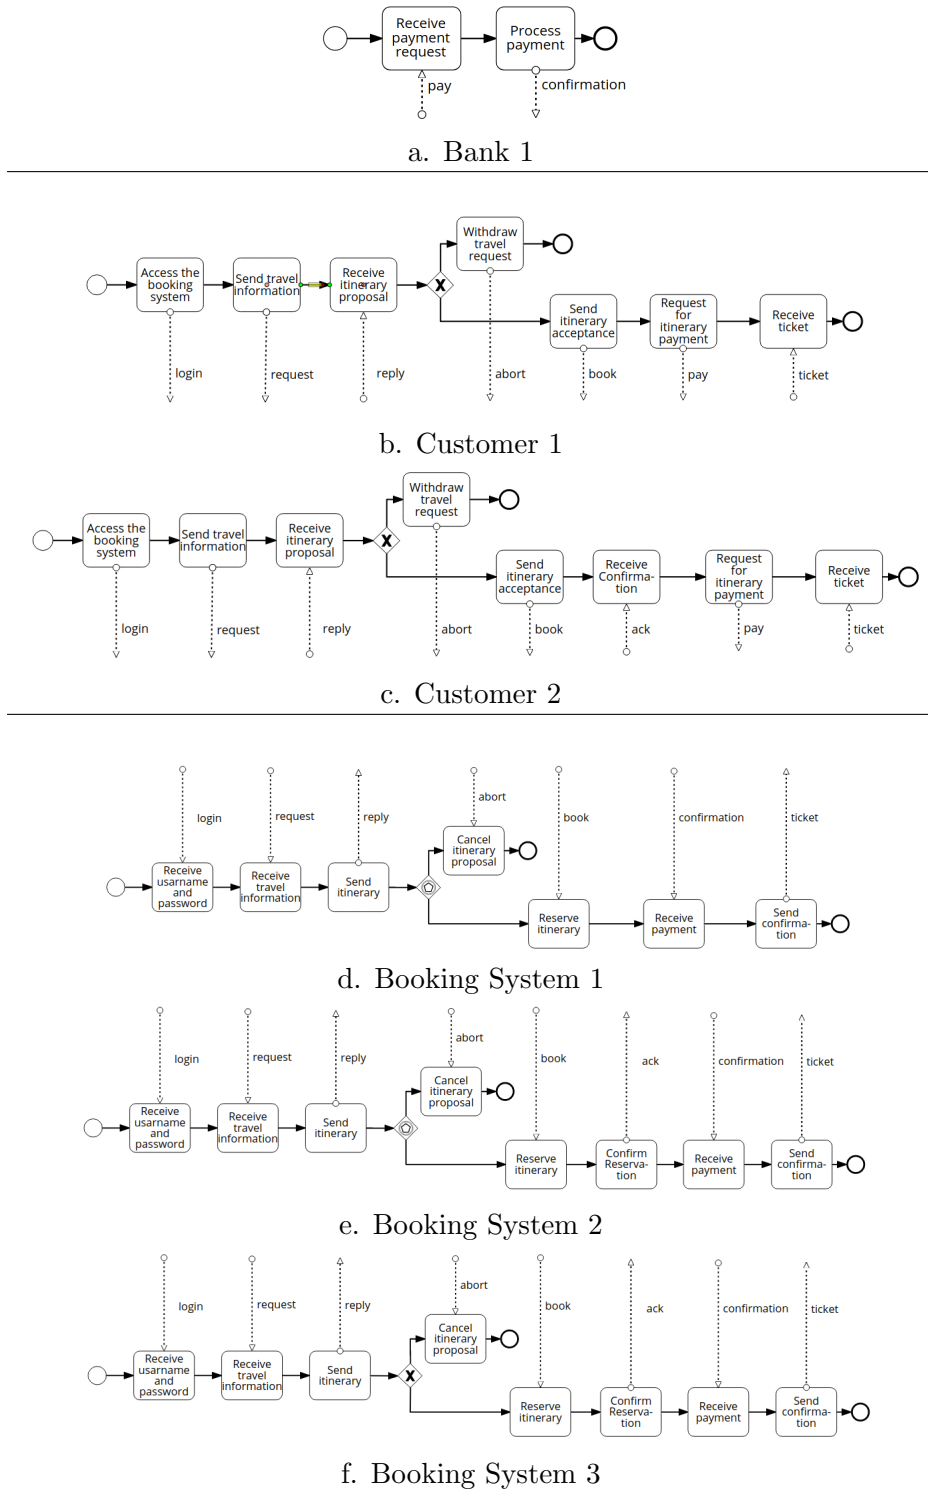 Receive
payment
request
Process
payment
pay
confirmation
a. Bank 1
Withdraw
travel
request
Access the
booking
system
Send travel
information
Receive
itinerary
proposal
X
Send
itinerary
acceptance
Request
for
itinerary
payment
Receive
ticket
login
request
reply
abort
book
pay
ticket
b. Customer 1
Withdraw
travel
request
Access the
booking
system
Send travel
information
Receive
itinerary
proposal
X
Send
itinerary
acceptance
Receive
Confirma-
tion
Request
for
itinerary
payment
Receive
ticket
login
request
reply
abort
book
ack
pay
ticket
c. Customer 2
abort
login
request
reply
book
confirmation
ticket
Cancel
itinerary
proposal
Receive
usarname
and
password
Receive
travel
information
Send
itinerary
Reserve
itinerary
Receive
payment
Send
confirma-
tion
d. Booking System 1
abort
login
request
reply
book
ack
confirmation
ticket
Cancel
itinerary
proposal
Receive
usarname
and
password
Receive
travel
information
Send
itinerary
Reserve
itinerary
Confirm
Reserva-
tion
Receive
payment
Send
confirma-
tion
e. Booking System 2
abort
login
request
reply
book
ack
confirmation
ticket
Cancel
itinerary
proposal
Receive
usarname
and
password
Receive
travel
information
Send
itinerary
X
Reserve
itinerary
Confirm
Reserva-
tion
Receive
payment
Send
confirma-
tion
f. Booking System 3